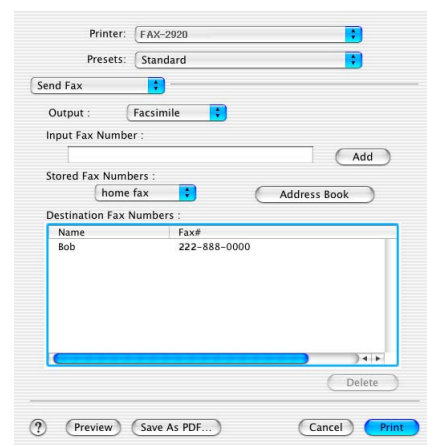 Printer: FAX-2920
Presets: Standard
Send Fax
Output : Facsimile
Input Fax Number :
Add
Stored Fax Numbers :
home fax Address Book
Destination Fax Numbers :
Name Fax#
Bob 222-888-0000
Delete
? Preview Save As PDF... Cancel Print